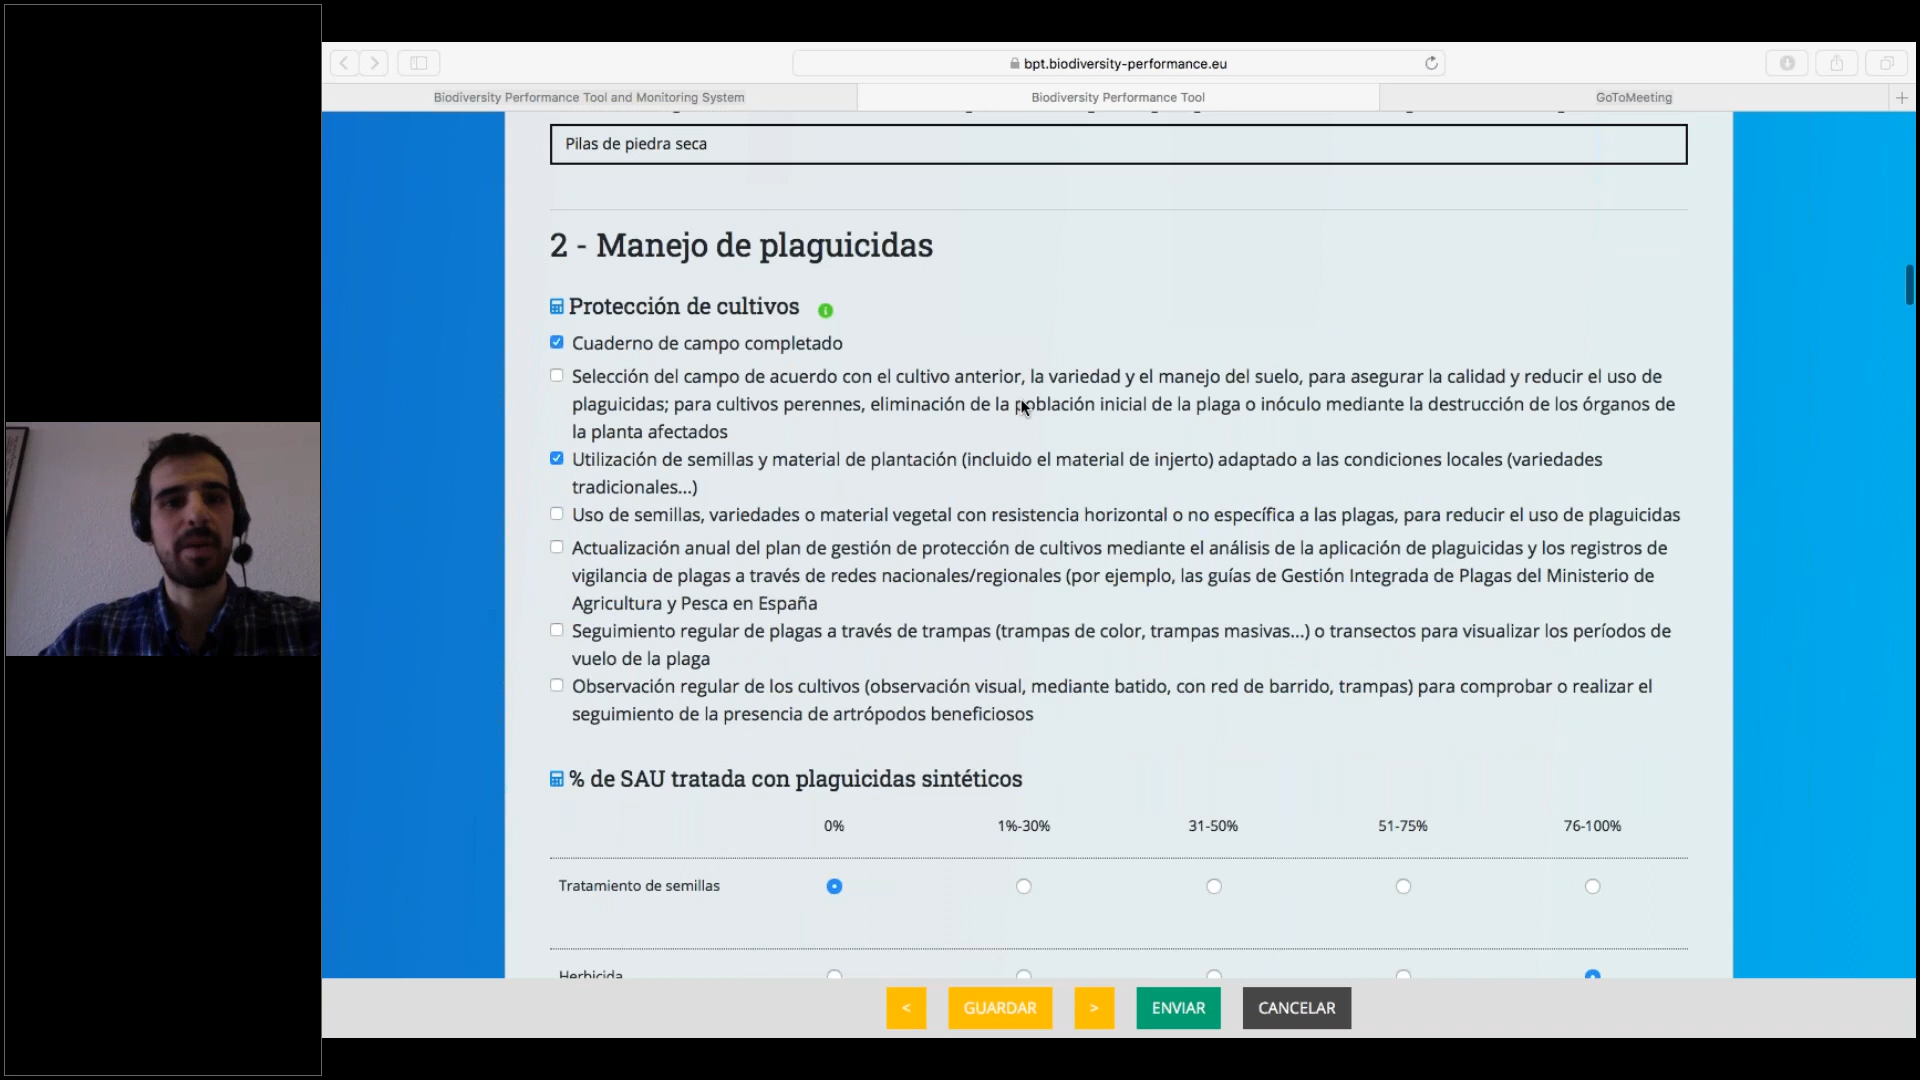 bpt.biodiversity-performance.eu
Biodiversity Performance Tool and Monitoring System
Biodiversity Performance Tool
GoToMeeting
Pilas de piedra seca
2 - Manejo de plaguicidas
Protección de cultivos
Cuaderno de campo completado
Selección del campo de acuerdo con el cultivo anterior, la variedad y el manejo del suelo, para asegurar la calidad y reducir el uso de
plaguicidas; para cultivos perennes, eliminación de la población inicial de la plaga o inóculo mediante la destrucción de los órganos de
la planta afectados
Utilización de semillas y material de plantación (incluido el material de injerto) adaptado a las condiciones locales (variedades
tradicionales...)
Uso de semillas, variedades o material vegetal con resistencia horizontal o no específica a las plagas, para reducir el uso de plaguicidas
Actualización anual del plan de gestión de protección de cultivos mediante el análisis de la aplicación de plaguicidas y los registros de
vigilancia de plagas a través de redes nacionales/regionales (por ejemplo, las guías de Gestión Integrada de Plagas del Ministerio de
Agricultura y Pesca en España
Seguimiento regular de plagas a través de trampas (trampas de color, trampas masivas...) o transectos para visualizar los períodos de
vuelo de la plaga
Observación regular de los cultivos (observación visual, mediante batido, con red de barrido, trampas) para comprobar o realizar el
seguimiento de la presencia de artrópodos beneficiosos
% de SAU tratada con plaguicidas sintéticos
0% 1%-30% 31-50% 51-75% 76-100%
Tratamiento de semillas
Herbicida
< GUARDAR > ENVIAR CANCELAR